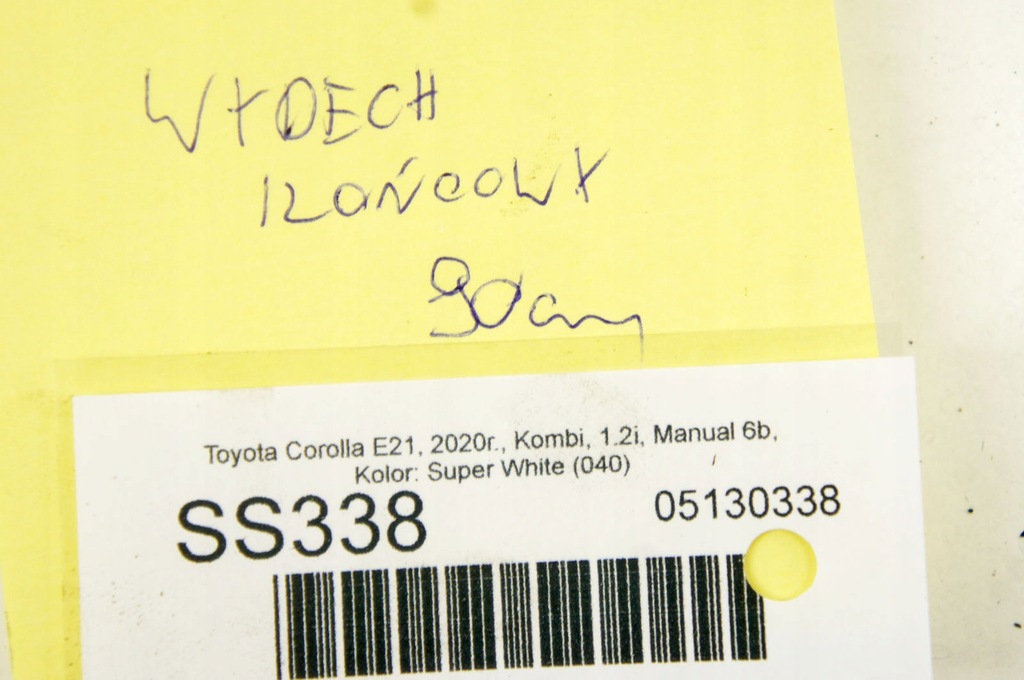 WYDECH
KOŃCOWY
90cm
Toyota Corolla E21, 2020r., Kombi, 1.2i, Manual 6b,
Kolor: Super White (040)
SS338
05130338